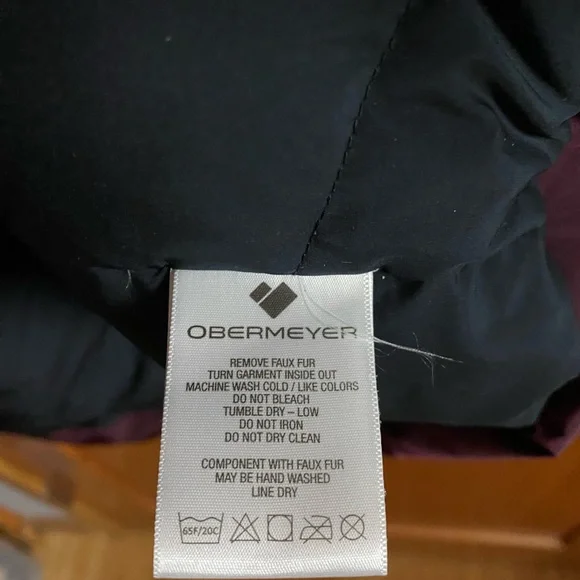 OBERMEYER
REMOVE FAUX FUR
TURN GARMENT INSIDE OUT
MACHINE WASH COLD / LIKE COLORS
DO NOT BLEACH
TUMBLE DRY – LOW
DO NOT IRON
DO NOT DRY CLEAN
COMPONENT WITH FAUX FUR
MAY BE HAND WASHED
LINE DRY
65F/20C